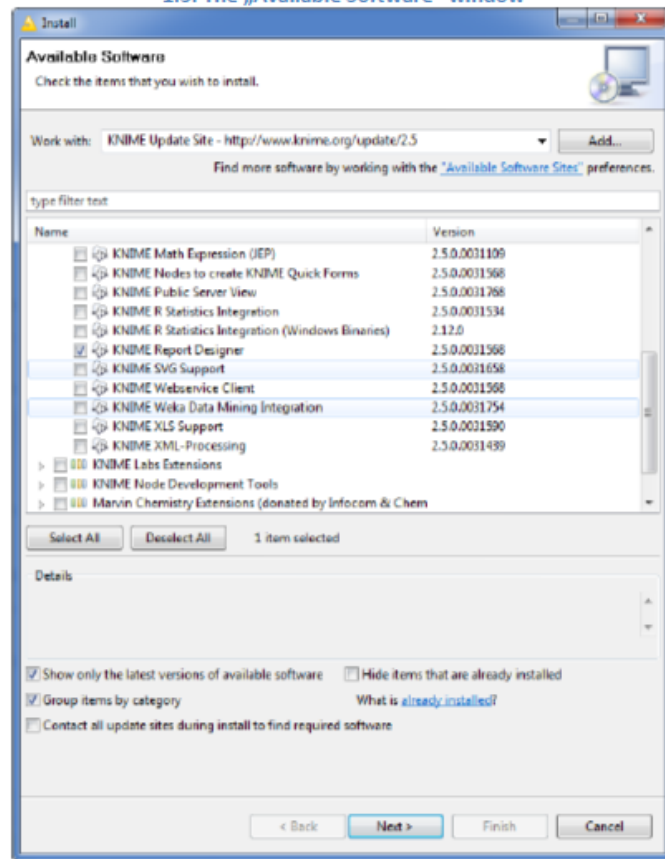 1.9. The „Available Software" window
Install
Available Software
Check the items that you wish to install.
Work with: KNIME Update Site - http://www.knime.org/update/2.5 Add...
Find more software by working with the "Available Software Sites" preferences.
type filter text
Name Version
KNIME Math Expression (JEP) 2.5.0.0031109
KNIME Nodes to create KNIME Quick Forms 2.5.0.0031568
KNIME Public Server View 2.5.0.0031768
KNIME R Statistics Integration 2.5.0.0031534
KNIME R Statistics Integration (Windows Binaries) 2.12.0
KNIME Report Designer 2.5.0.0031568
KNIME SVG Support 2.5.0.0031658
KNIME Webservice Client 2.5.0.0031568
KNIME Weka Data Mining Integration 2.5.0.0031754
KNIME XLS Support 2.5.0.0031590
KNIME XML-Processing 2.5.0.0031439
KNIME Labs Extensions
KNIME Node Development Tools
Marvin Chemistry Extensions (donated by Infocom & Chem
Select All Deselect All 1 item selected
Details
Show only the latest versions of available software Hide items that are already installed
Group items by category What is already installed?
Contact all update sites during install to find required software
< Back Next > Finish Cancel